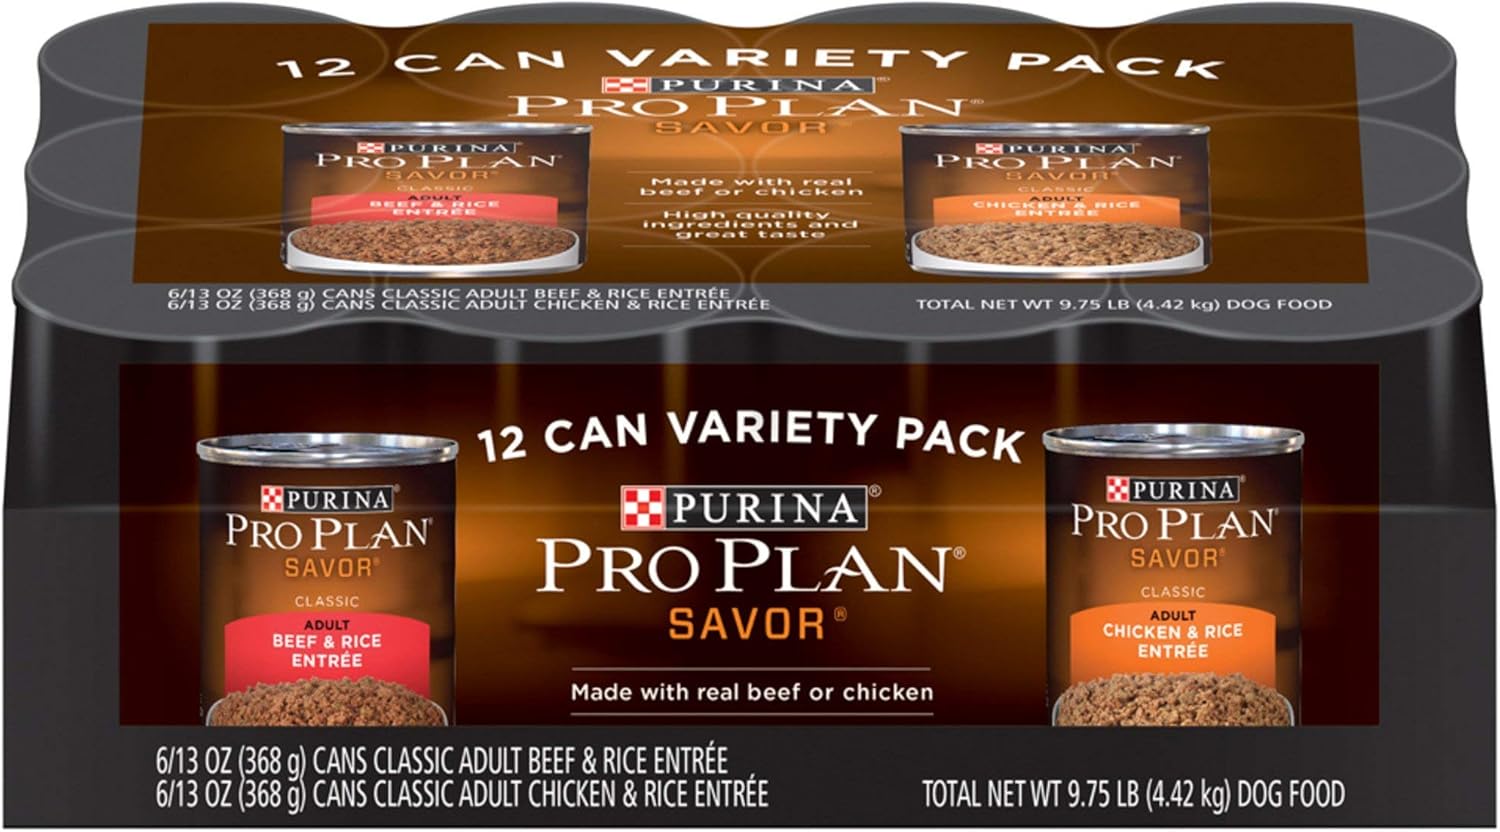 12 CAN VARIETY PACK
PURINA®
PRO PLAN®
SAVOR™
PURINA®
PRO PLAN®
SAVOR®
CLASSIC
ADULT
BEEF & RICE
ENTRÉE
Made with real
beef or chicken
High quality
ingredients and
great taste
PURINA®
PRO PLAN®
SAVOR®
CLASSIC
ADULT
CHICKEN & RICE
ENTRÉE
6/13 OZ (368 g) CANS CLASSIC ADULT BEEF & RICE ENTRÉE
6/13 OZ (368 g) CANS CLASSIC ADULT CHICKEN & RICE ENTRÉE
TOTAL NET WT 9.75 LB (4.42 kg) DOG FOOD
12 CAN VARIETY PACK
PURINA®
PRO PLAN®
SAVOR®
CLASSIC
ADULT
BEEF & RICE
ENTRÉE
PURINA®
PRO PLAN®
SAVOR®
Made with real beef or chicken
PURINA®
PRO PLAN®
SAVOR®
CLASSIC
ADULT
CHICKEN & RICE
ENTRÉE
6/13 OZ (368 g) CANS CLASSIC ADULT BEEF & RICE ENTRÉE
6/13 OZ (368 g) CANS CLASSIC ADULT CHICKEN & RICE ENTRÉE
TOTAL NET WT 9.75 LB (4.42 kg) DOG FOOD